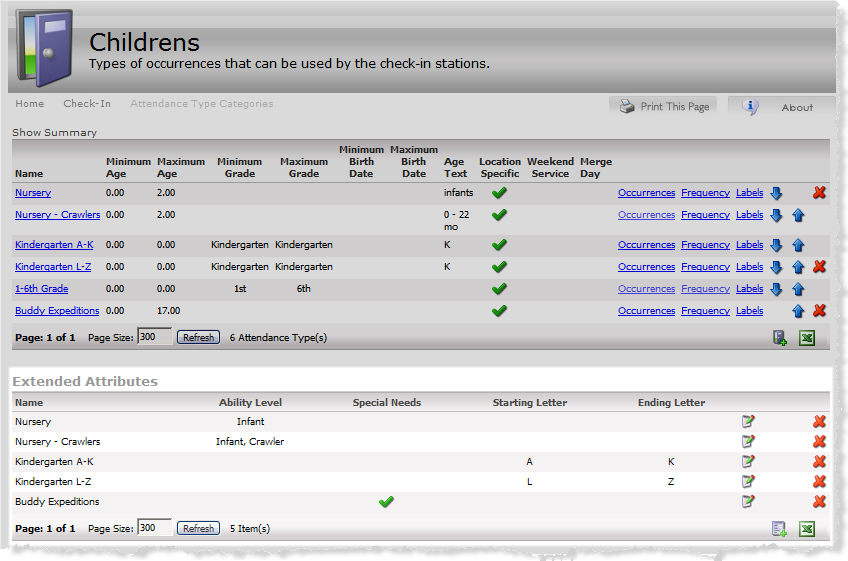 Childrens
Types of occurrences that can be used by the check-in stations.
Home Check-In Attendance Type Categories Print This Page About
Show Summary
Name Minimum Age Maximum Age Minimum Grade Maximum Grade Minimum Birth Date Maximum Birth Date Age Text Location Specific Weekend Service Merge Day
Nursery 0.00 2.00 infants Occurrences Frequency Labels
Nursery - Crawlers 0.00 2.00 0 - 22 mo Occurrences Frequency Labels
Kindergarten A-K 0.00 0.00 Kindergarten Kindergarten K Occurrences Frequency Labels
Kindergarten L-Z 0.00 0.00 Kindergarten Kindergarten K Occurrences Frequency Labels
1-6th Grade 0.00 0.00 1st 6th Occurrences Frequency Labels
Buddy Expeditions 0.00 17.00 Occurrences Frequency Labels
Page: 1 of 1 Page Size: 300 Refresh 6 Attendance Type(s)
Extended Attributes
Name Ability Level Special Needs Starting Letter Ending Letter
Nursery Infant
Nursery - Crawlers Infant, Crawler
Kindergarten A-K A K
Kindergarten L-Z L Z
Buddy Expeditions
Page: 1 of 1 Page Size: 300 Refresh 5 Item(s)